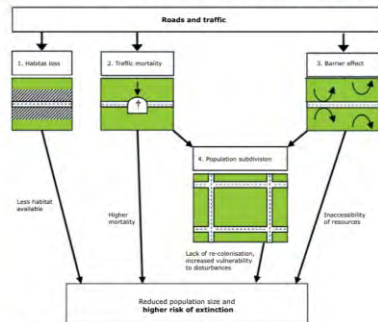 Roads and traffic
1. Habitat loss
2. Traffic mortality
3. Barrier effect
4. Population subdivision
Less habitat
available
Higher
mortality
Inaccessibility
of resources
Lack of re-colonisation,
increased vulnerability
to disturbances
Reduced population size and
higher risk of extinction